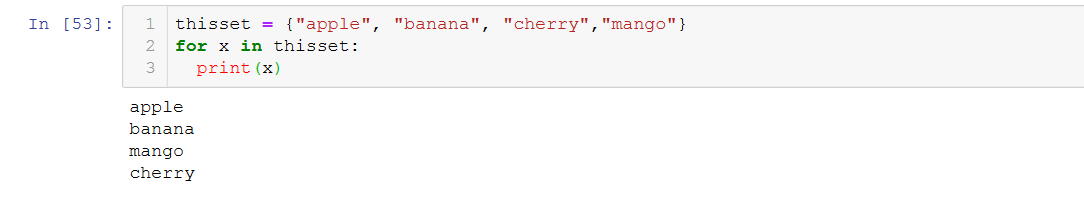 In [53]: 1 thisset = {"apple", "banana", "cherry","mango"}
2 for x in thisset:
3   print(x)
apple
banana
mango
cherry